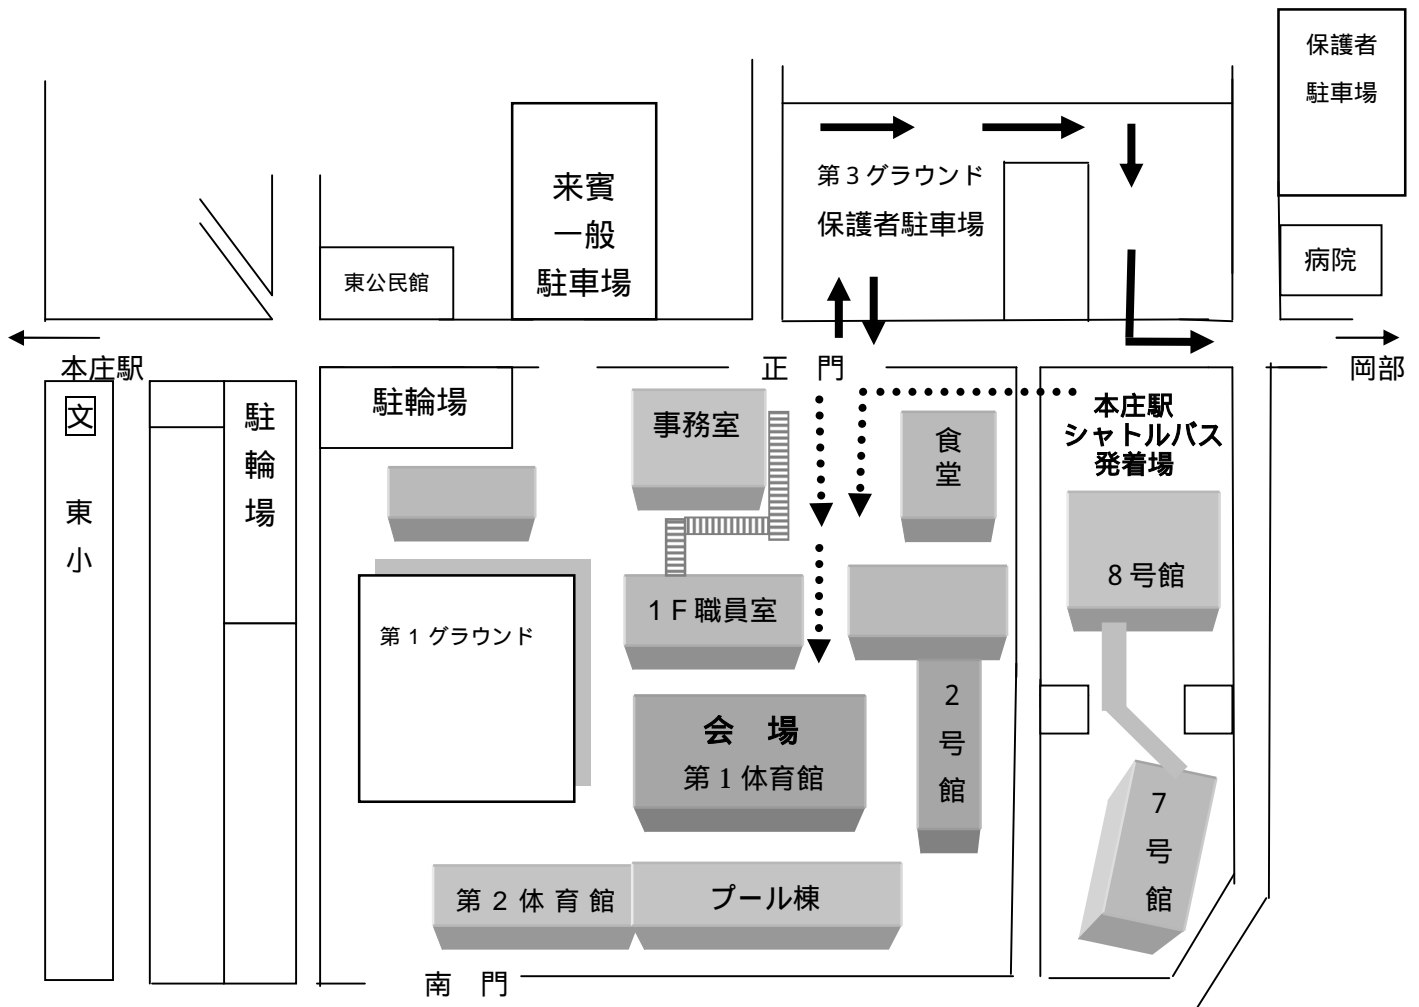 保護者
駐車場
第３グラウンド
保護者駐車場
来賓
一般
駐車場
東公民館
病院
本庄駅
正　門
岡部
文
東
小
駐
輪
場
駐輪場
事務室
食
堂
本庄駅
シャトルバス
発着場
８号館
１Ｆ職員室
第１グラウンド
２
号
館
会　場
第１体育館
７
号
館
第２体育館
プール棟
南　門